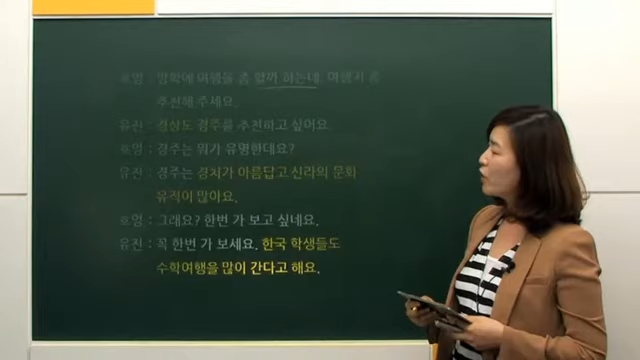 호영 : 방학에 여행을 좀 할까 하는데, 여행지 좀
추천해 주세요.
유진 : 경상도 경주를 추천하고 싶어요.
호영 : 경주는 뭐가 유명한데요?
유진 : 경주는 경치가 아름답고 신라의 문화
유적이 많아요.
호영 : 그래요? 한번 가 보고 싶네요.
유진 : 꼭 한번 가 보세요. 한국 학생들도
수학여행을 많이 간다고 해요.